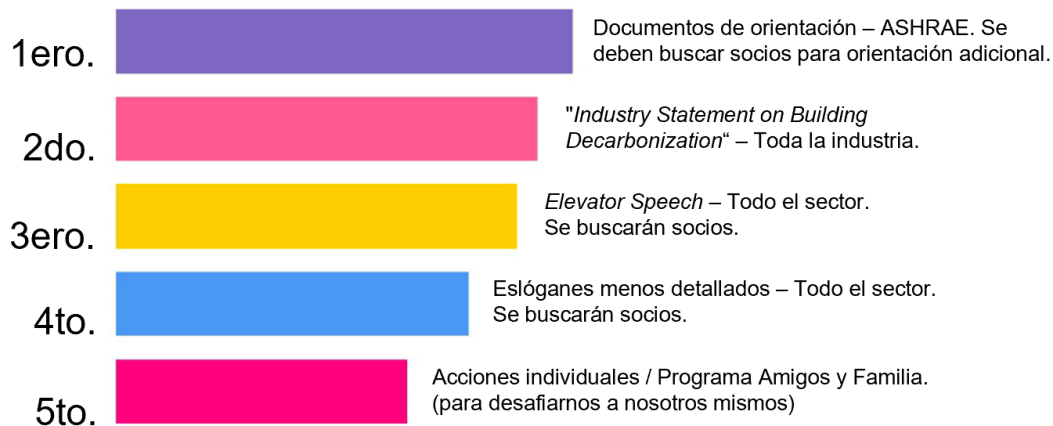 1ero.
Documentos de orientación – ASHRAE. Se
deben buscar socios para orientación adicional.
2do.
"Industry Statement on Building
Decarbonization“ – Toda la industria.
3ero.
Elevator Speech – Todo el sector.
Se buscarán socios.
4to.
Eslóganes menos detallados – Todo el sector.
Se buscarán socios.
5to.
Acciones individuales / Programa Amigos y Familia.
(para desafiarnos a nosotros mismos)